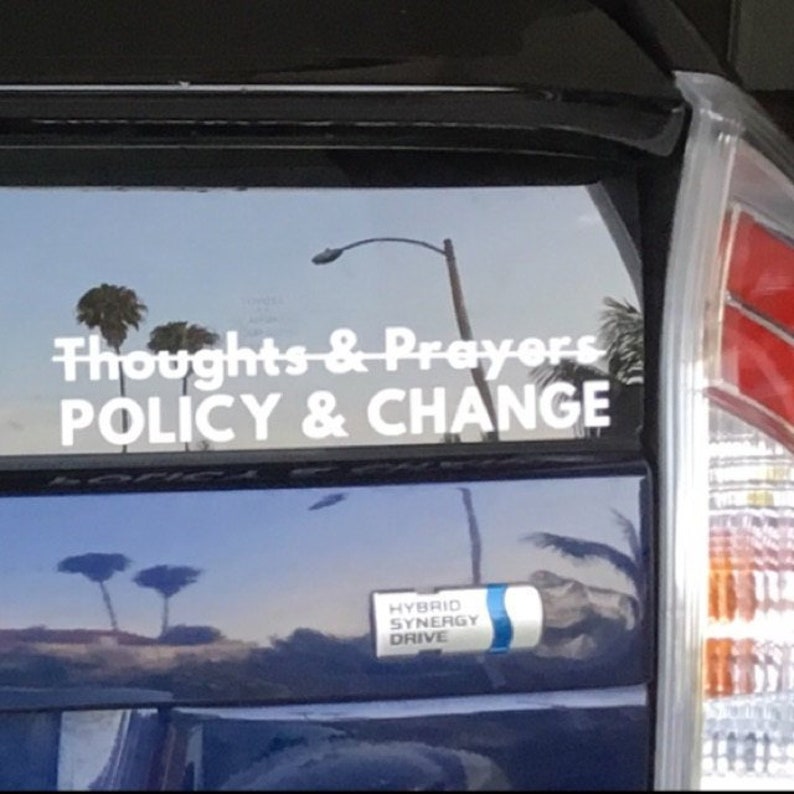 Thoughts & Prayers
POLICY & CHANGE
HYBRID
SYNERGY
DRIVE